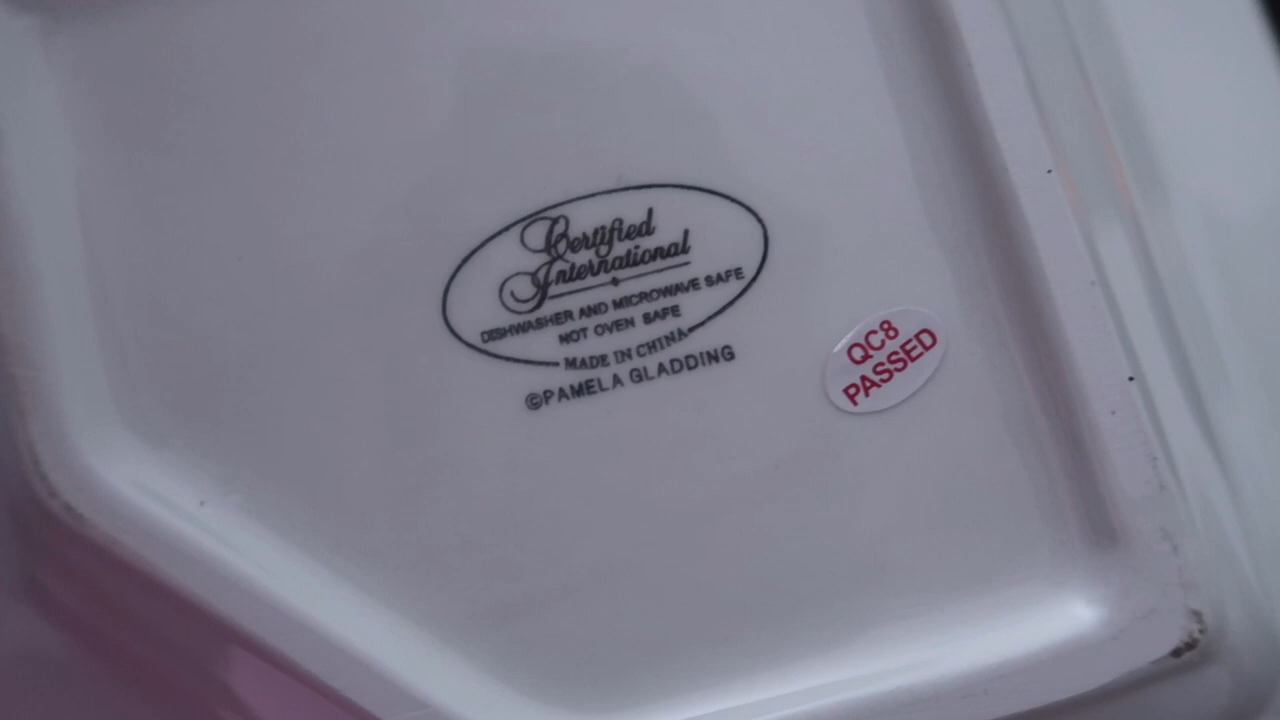 Certified
International
DISHWASHER AND MICROWAVE SAFE
NOT OVEN SAFE
MADE IN CHINA
©PAMELA GLADDING
QC8
PASSED